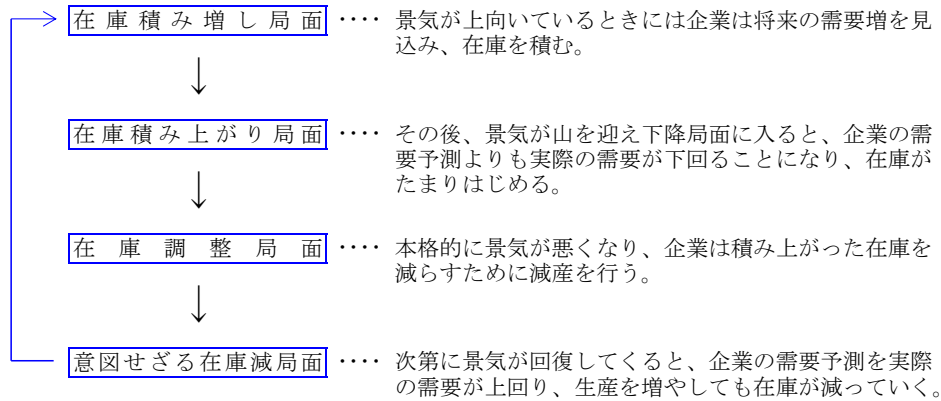 在庫積み増し局面 ････ 景気が上向いているときには企業は将来の需要増を見
込み、在庫を積む。
↓
在庫積み上がり局面 ････ その後、景気が山を迎え下降局面に入ると、企業の需
要予測よりも実際の需要が下回ることになり、在庫が
たまりはじめる。
↓
在庫調整局面 ････ 本格的に景気が悪くなり、企業は積み上がった在庫を
減らすために減産を行う。
↓
意図せざる在庫減局面 ････ 次第に景気が回復してくると、企業の需要予測を実際
の需要が上回り、生産を増やしても在庫が減っていく。